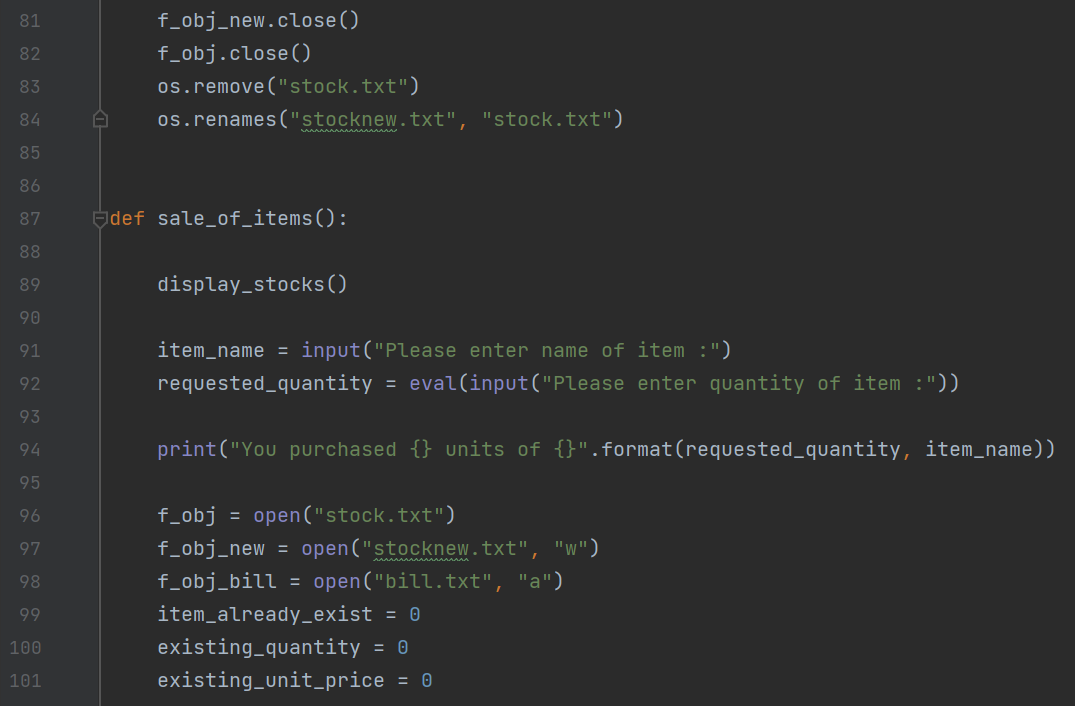 81 f_obj_new.close()
82 f_obj.close()
83 os.remove("stock.txt")
84 os.renames("stocknew.txt", "stock.txt")
85
86
87 def sale_of_items():
88
89 display_stocks()
90
91 item_name = input("Please enter name of item :")
92 requested_quantity = eval(input("Please enter quantity of item :"))
93
94 print("You purchased {} units of {}".format(requested_quantity, item_name))
95
96 f_obj = open("stock.txt")
97 f_obj_new = open("stocknew.txt", "w")
98 f_obj_bill = open("bill.txt", "a")
99 item_already_exist = 0
100 existing_quantity = 0
101 existing_unit_price = 0